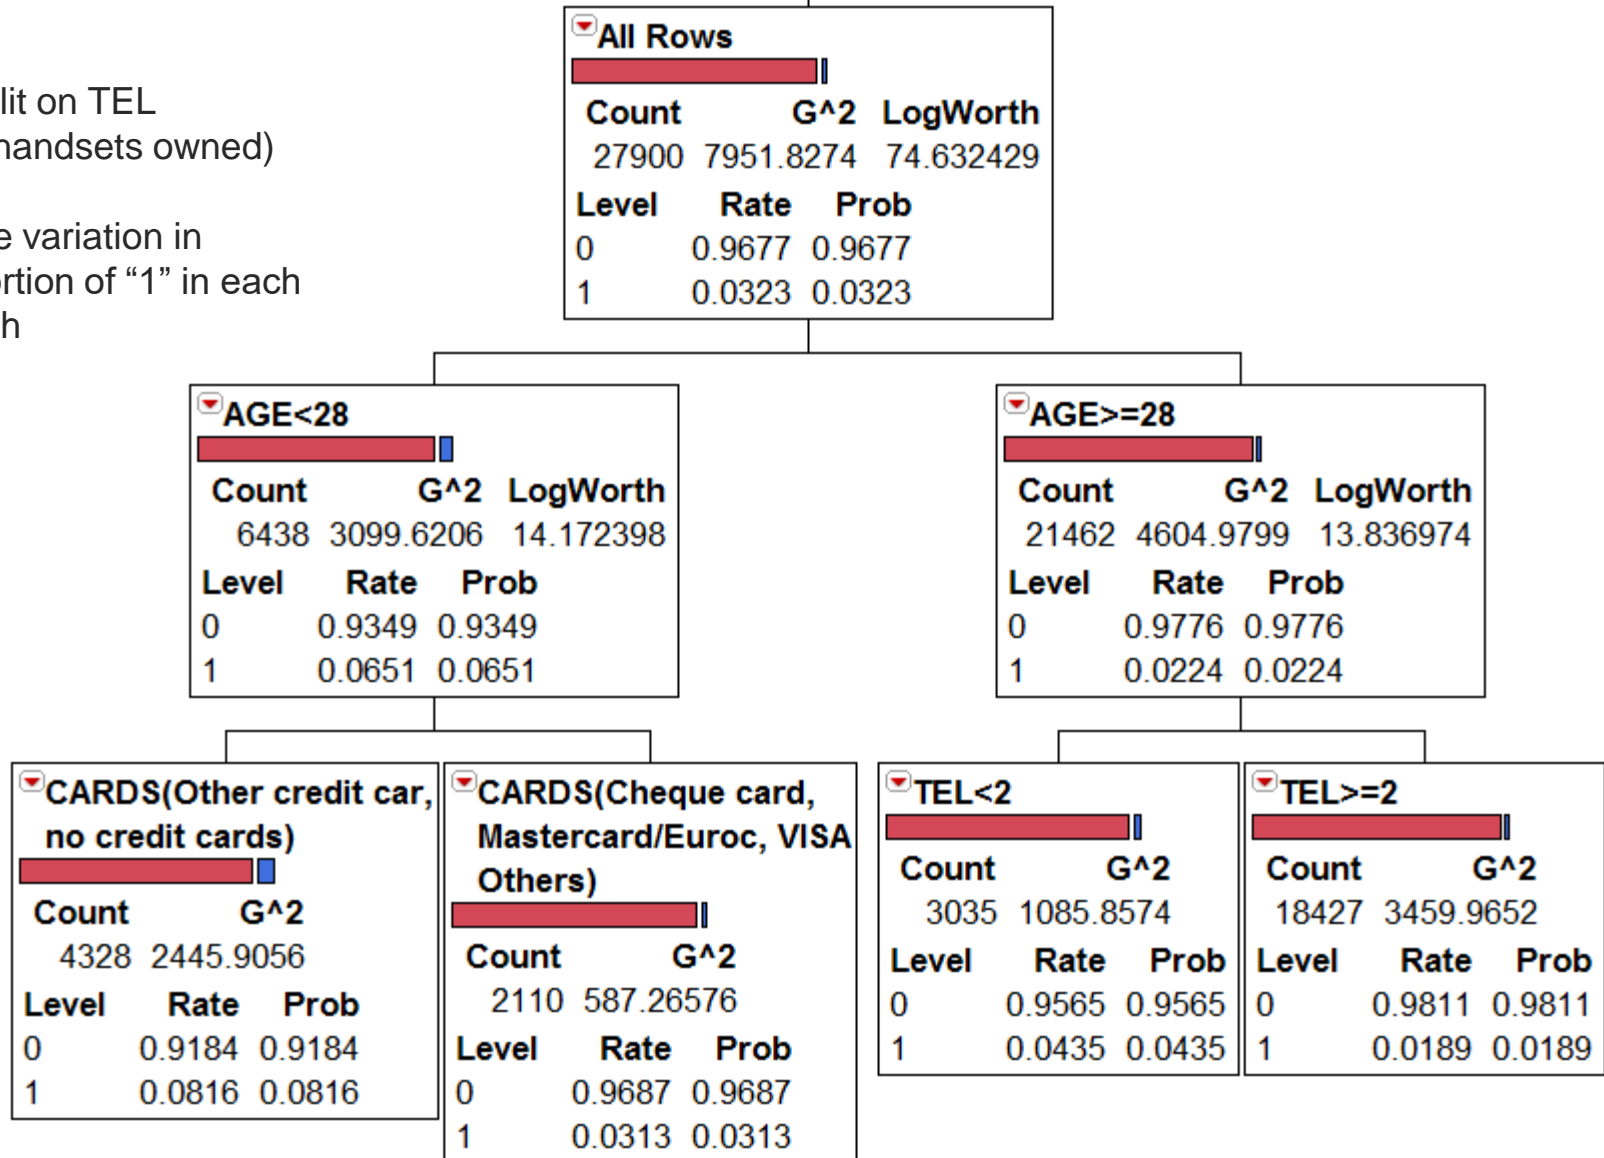 lit on TEL
handsets owned)
e variation in
ortion of “1” in each
h
All Rows
Count G^2 LogWorth
27900 7951.8274 74.632429
Level Rate Prob
0 0.9677 0.9677
1 0.0323 0.0323
AGE<28
Count G^2 LogWorth
6438 3099.6206 14.172398
Level Rate Prob
0 0.9349 0.9349
1 0.0651 0.0651
AGE>=28
Count G^2 LogWorth
21462 4604.9799 13.836974
Level Rate Prob
0 0.9776 0.9776
1 0.0224 0.0224
CARDS(Other credit car,
no credit cards)
Count G^2
4328 2445.9056
Level Rate Prob
0 0.9184 0.9184
1 0.0816 0.0816
CARDS(Cheque card,
Mastercard/Euroc, VISA
Others)
Count G^2
2110 587.26576
Level Rate Prob
0 0.9687 0.9687
1 0.0313 0.0313
TEL<2
Count G^2
3035 1085.8574
Level Rate Prob
0 0.9565 0.9565
1 0.0435 0.0435
TEL>=2
Count G^2
18427 3459.9652
Level Rate Prob
0 0.9811 0.9811
1 0.0189 0.0189